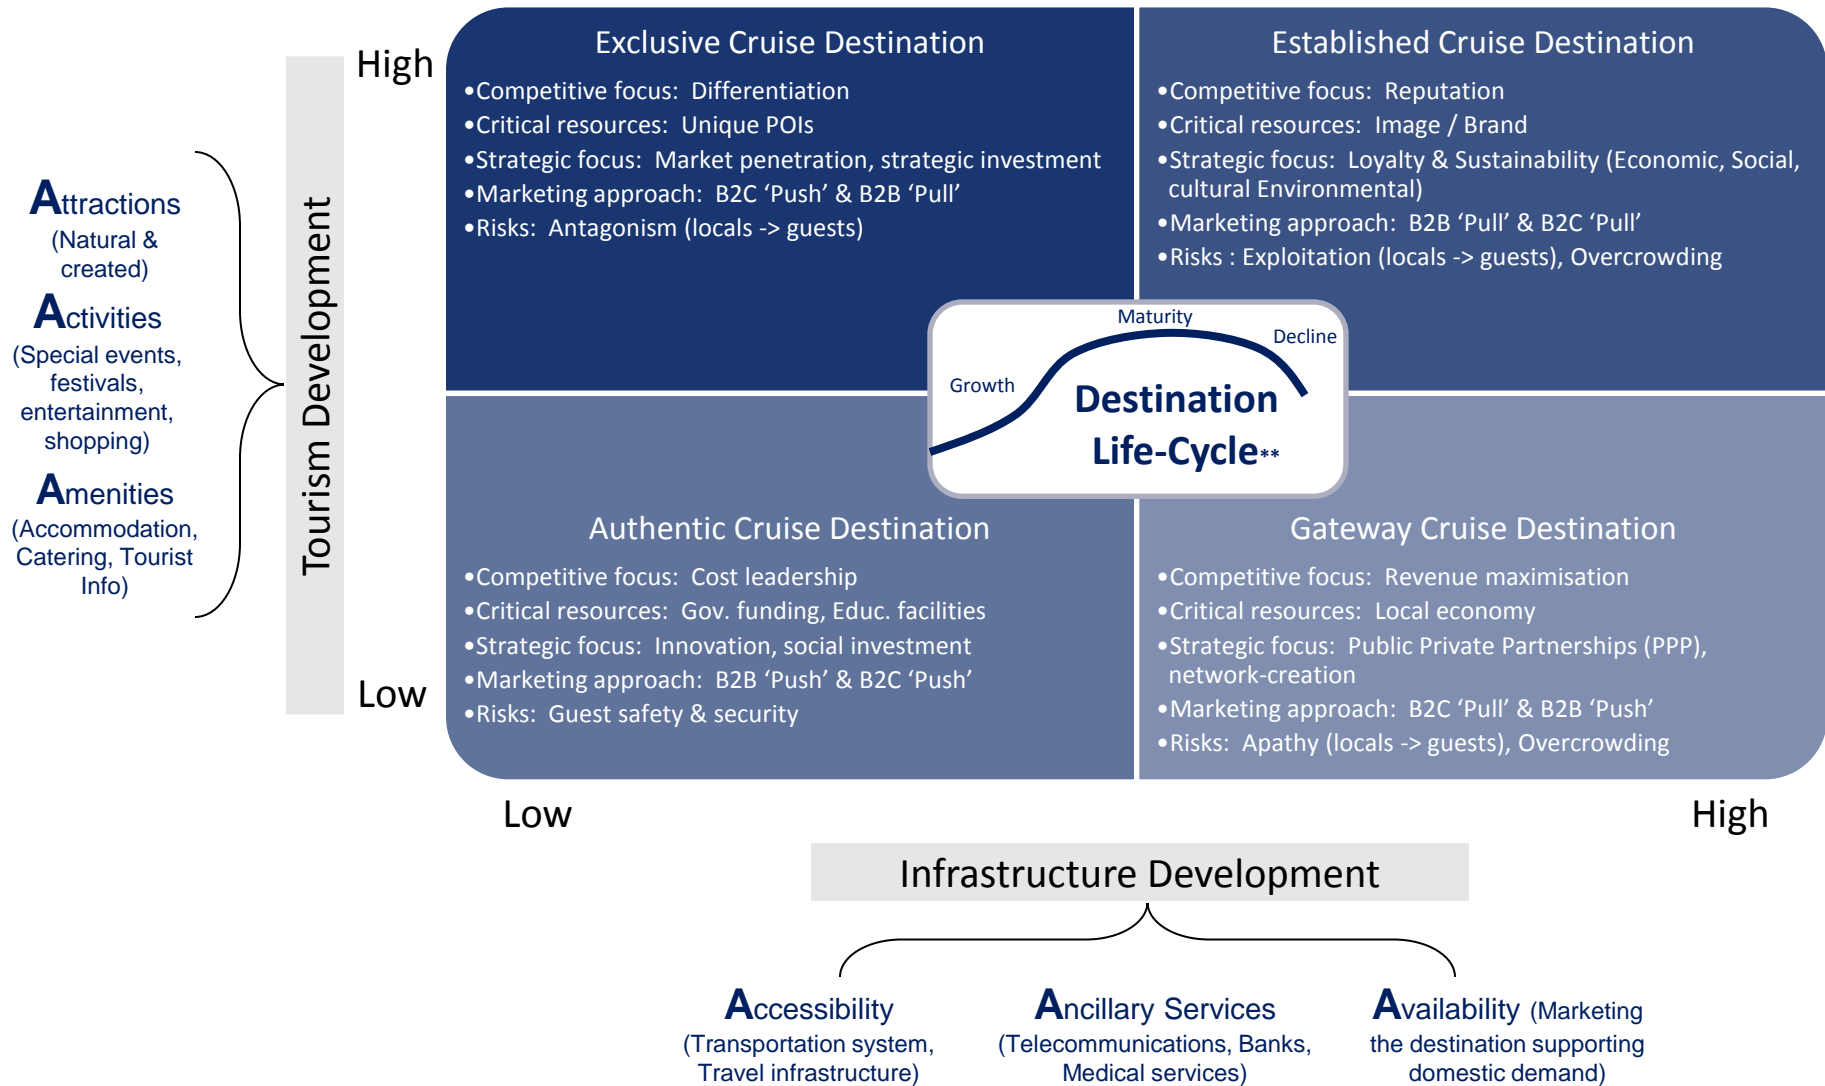 High
Exclusive Cruise Destination
•Competitive focus:  Differentiation
•Critical resources:  Unique POIs
•Strategic focus:  Market penetration, strategic investment
•Marketing approach:  B2C ‘Push’ & B2B ‘Pull’
•Risks:  Antagonism (locals -> guests)
Established Cruise Destination
•Competitive focus:  Reputation
•Critical resources:  Image / Brand
•Strategic focus:  Loyalty & Sustainability (Economic, Social,
cultural Environmental)
•Marketing approach:  B2B ‘Pull’ & B2C ‘Pull’
•Risks : Exploitation (locals -> guests), Overcrowding
Attractions
(Natural &
created)
Activities
(Special events,
festivals,
entertainment,
shopping)
Amenities
(Accommodation,
Catering, Tourist
Info)
Tourism Development
Maturity
Decline
Growth
Destination
Life-Cycle**
Authentic Cruise Destination
•Competitive focus:  Cost leadership
•Critical resources:  Gov. funding, Educ. facilities
•Strategic focus:  Innovation, social investment
•Marketing approach:  B2B ‘Push’ & B2C ‘Push’
•Risks:  Guest safety & security
Gateway Cruise Destination
•Competitive focus:  Revenue maximisation
•Critical resources:  Local economy
•Strategic focus:  Public Private Partnerships (PPP),
network-creation
•Marketing approach:  B2C ‘Pull’ & B2B ‘Push’
•Risks:  Apathy (locals -> guests), Overcrowding
Low
Low
High
Infrastructure Development
Accessibility
(Transportation system,
Travel infrastructure)
Ancillary Services
(Telecommunications, Banks,
Medical services)
Availability (Marketing
the destination supporting
domestic demand)